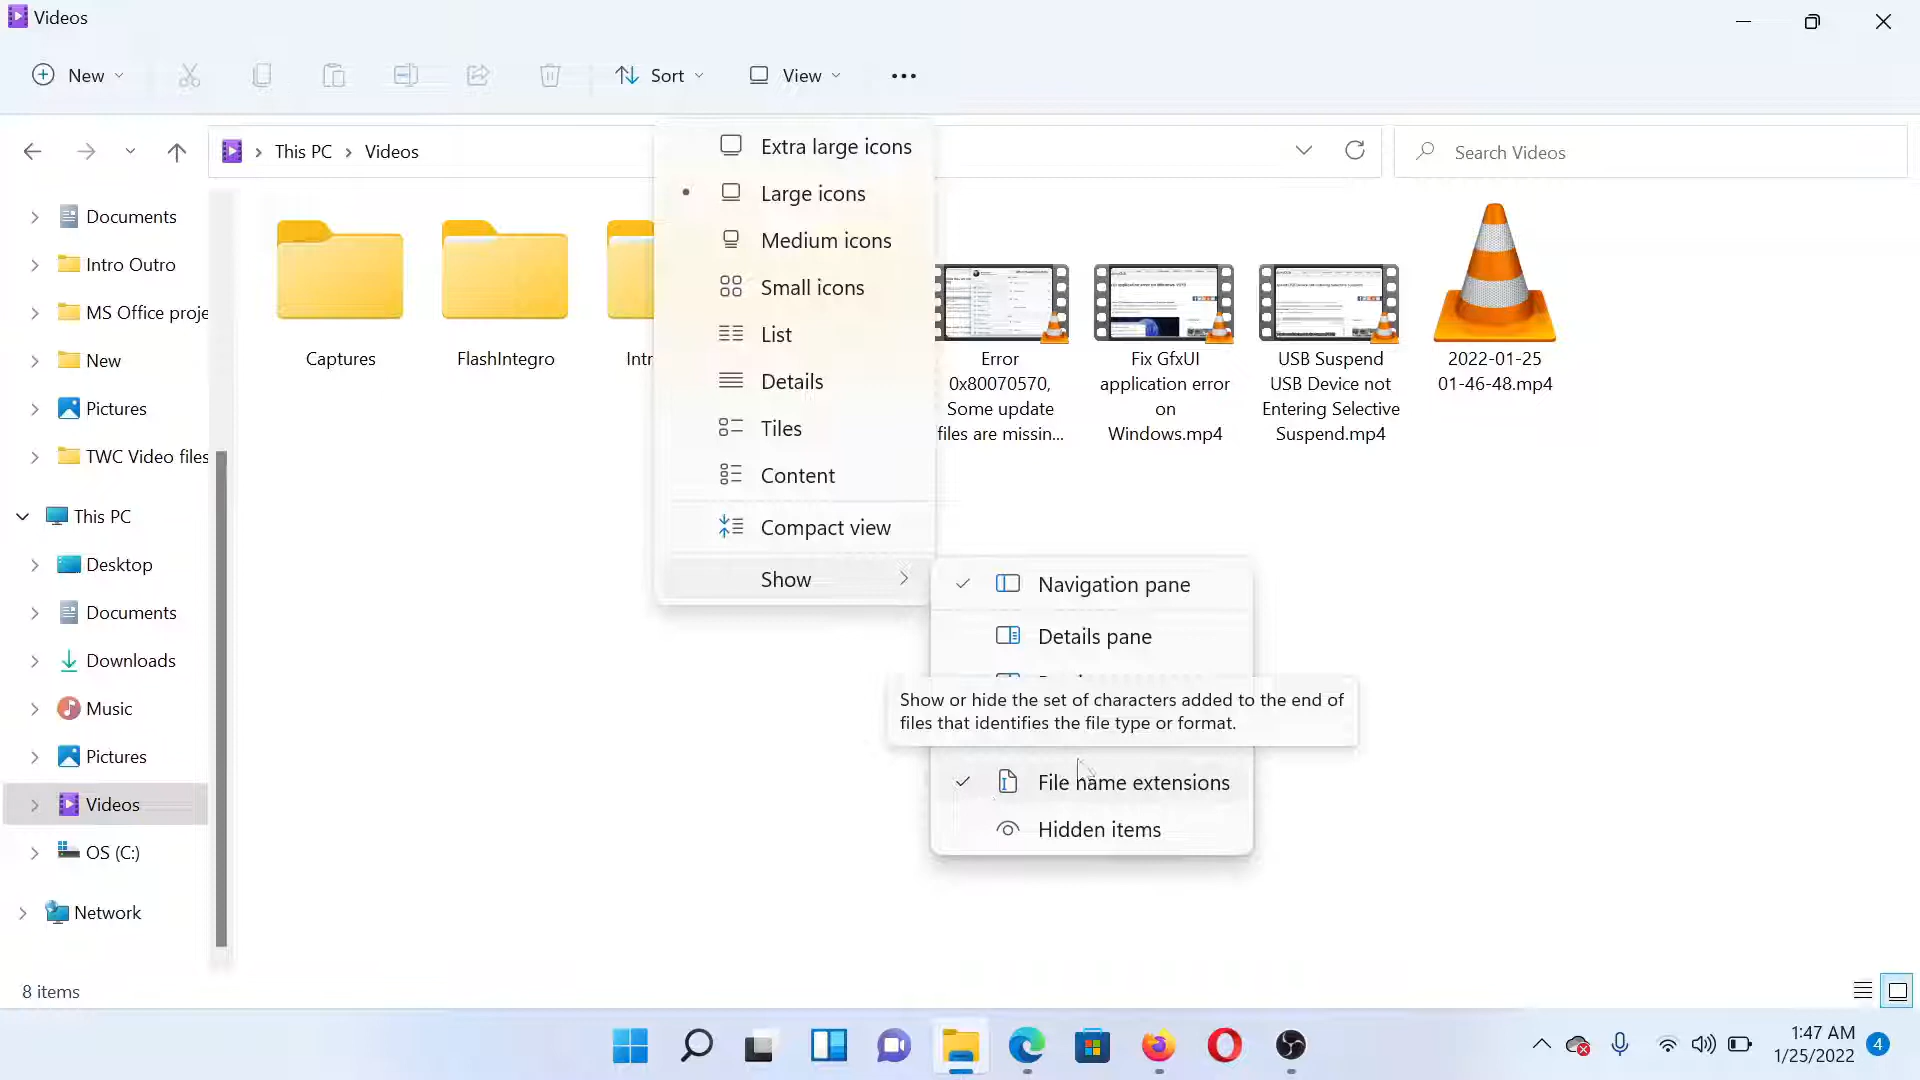 Videos
New
Sort
View
This PC
Videos
Search Videos
Extra large icons
Large icons
Medium icons
Small icons
List
Details
Tiles
Content
Compact view
Show
Navigation pane
Details pane
Show or hide the set of characters added to the end of
files that identifies the file type or format.
File name extensions
Hidden items
Documents
Intro Outro
MS Office proje
New
Pictures
TWC Video files
This PC
Desktop
Documents
Downloads
Music
Pictures
Videos
OS (C:)
Network
Captures
FlashIntegro
Intr
Error
0x80070570,
Some update
files are missin...
Fix GfxUI
application error
on
Windows.mp4
USB Suspend
USB Device not
Entering Selective
Suspend.mp4
2022-01-25
01-46-48.mp4
8 items
1:47 AM
1/25/2022
4